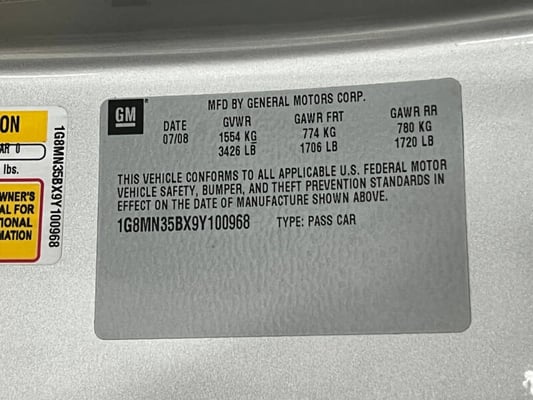 ON
AR 0
lbs.
WNER'S
AL FOR
TIONAL
MATION
1G8MN35BX9Y100968
GM
MFD BY GENERAL MOTORS CORP.
DATE GVWR GAWR FRT GAWR RR
07/08 1554 KG 774 KG 780 KG
3426 LB 1706 LB 1720 LB
THIS VEHICLE CONFORMS TO ALL APPLICABLE U.S. FEDERAL MOTOR
VEHICLE SAFETY, BUMPER, AND THEFT PREVENTION STANDARDS IN
EFFECT ON THE DATE OF MANUFACTURE SHOWN ABOVE.
1G8MN35BX9Y100968 TYPE: PASS CAR